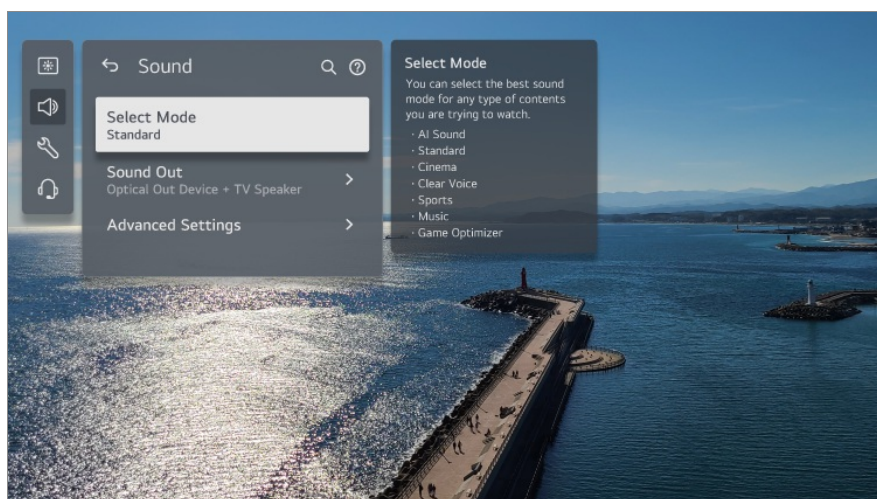 Sound
Select Mode
Standard
Sound Out
Optical Out Device + TV Speaker
Advanced Settings
Select Mode
You can select the best sound
mode for any type of contents
you are trying to watch.
· AI Sound
· Standard
· Cinema
· Clear Voice
· Sports
· Music
· Game Optimizer